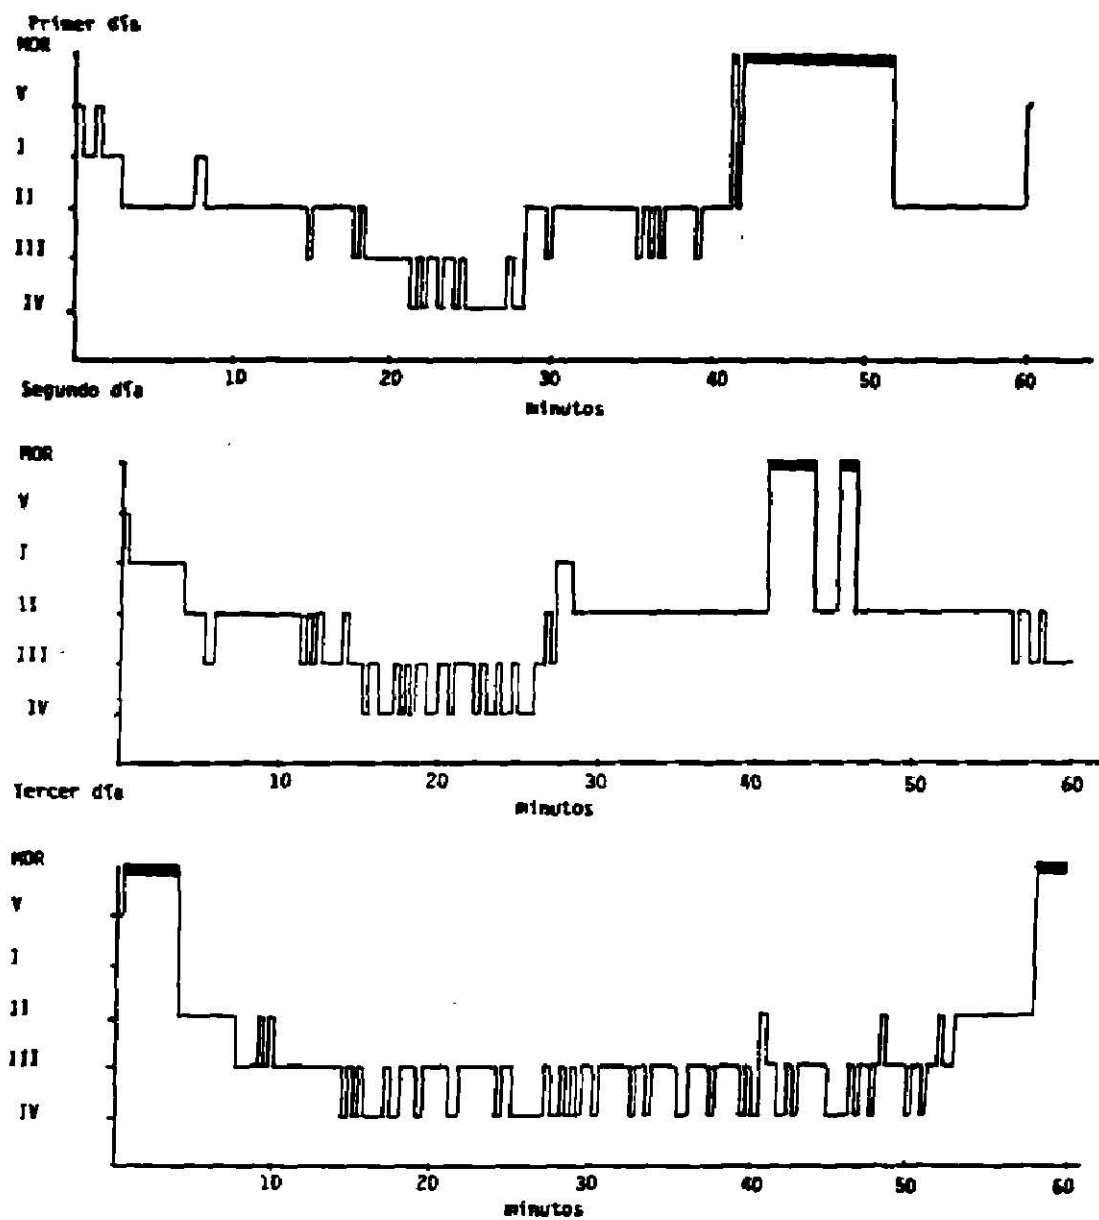 Primer día
MOR
V
I
II
III
IV
10 20 30 40 50 60
minutos
Segundo día
MOR
V
I
II
III
IV
10 20 30 40 50 60
minutos
Tercer día
MOR
V
I
II
III
IV
10 20 30 40 50 60
minutos